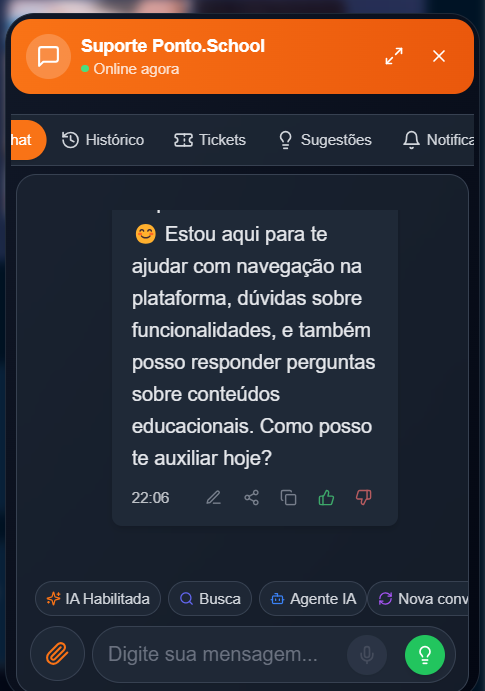 Suporte Ponto.School
Online agora
hat Histórico Tickets Sugestões Notifica
😊 Estou aqui para te
ajudar com navegação na
plataforma, dúvidas sobre
funcionalidades, e também
posso responder perguntas
sobre conteúdos
educacionais. Como posso
te auxiliar hoje?
22:06
IA Habilitada Busca Agente IA Nova conv
Digite sua mensagem...